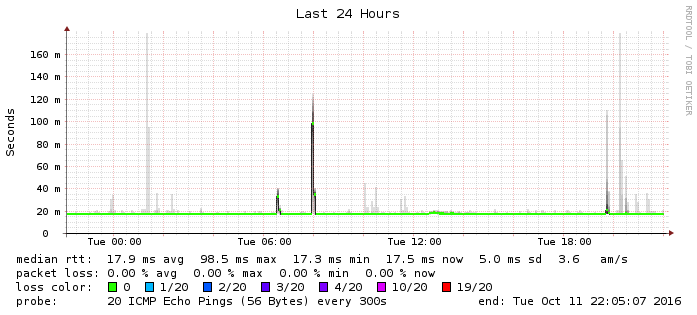 Last 24 Hours
RRDTOOL / TOBI OETIKER
Seconds
160 m
140 m
120 m
100 m
80 m
60 m
40 m
20 m
0
Tue 00:00 Tue 06:00 Tue 12:00 Tue 18:00
median rtt: 17.9 ms avg 98.5 ms max 17.3 ms min 17.5 ms now 5.0 ms sd 3.6 am/s
packet loss: 0.00 % avg 0.00 % max 0.00 % min 0.00 % now
loss color: 0 1/20 2/20 3/20 4/20 10/20 19/20
probe: 20 ICMP Echo Pings (56 Bytes) every 300s end: Tue Oct 11 22:05:07 2016